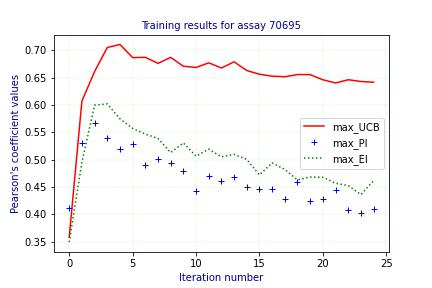 Training results for assay 70695
Pearson's coefficient values
0.70
0.65
0.60
0.55
0.50
0.45
0.40
0.35
max_UCB
max_PI
max_EI
0 5 10 15 20 25
Iteration number